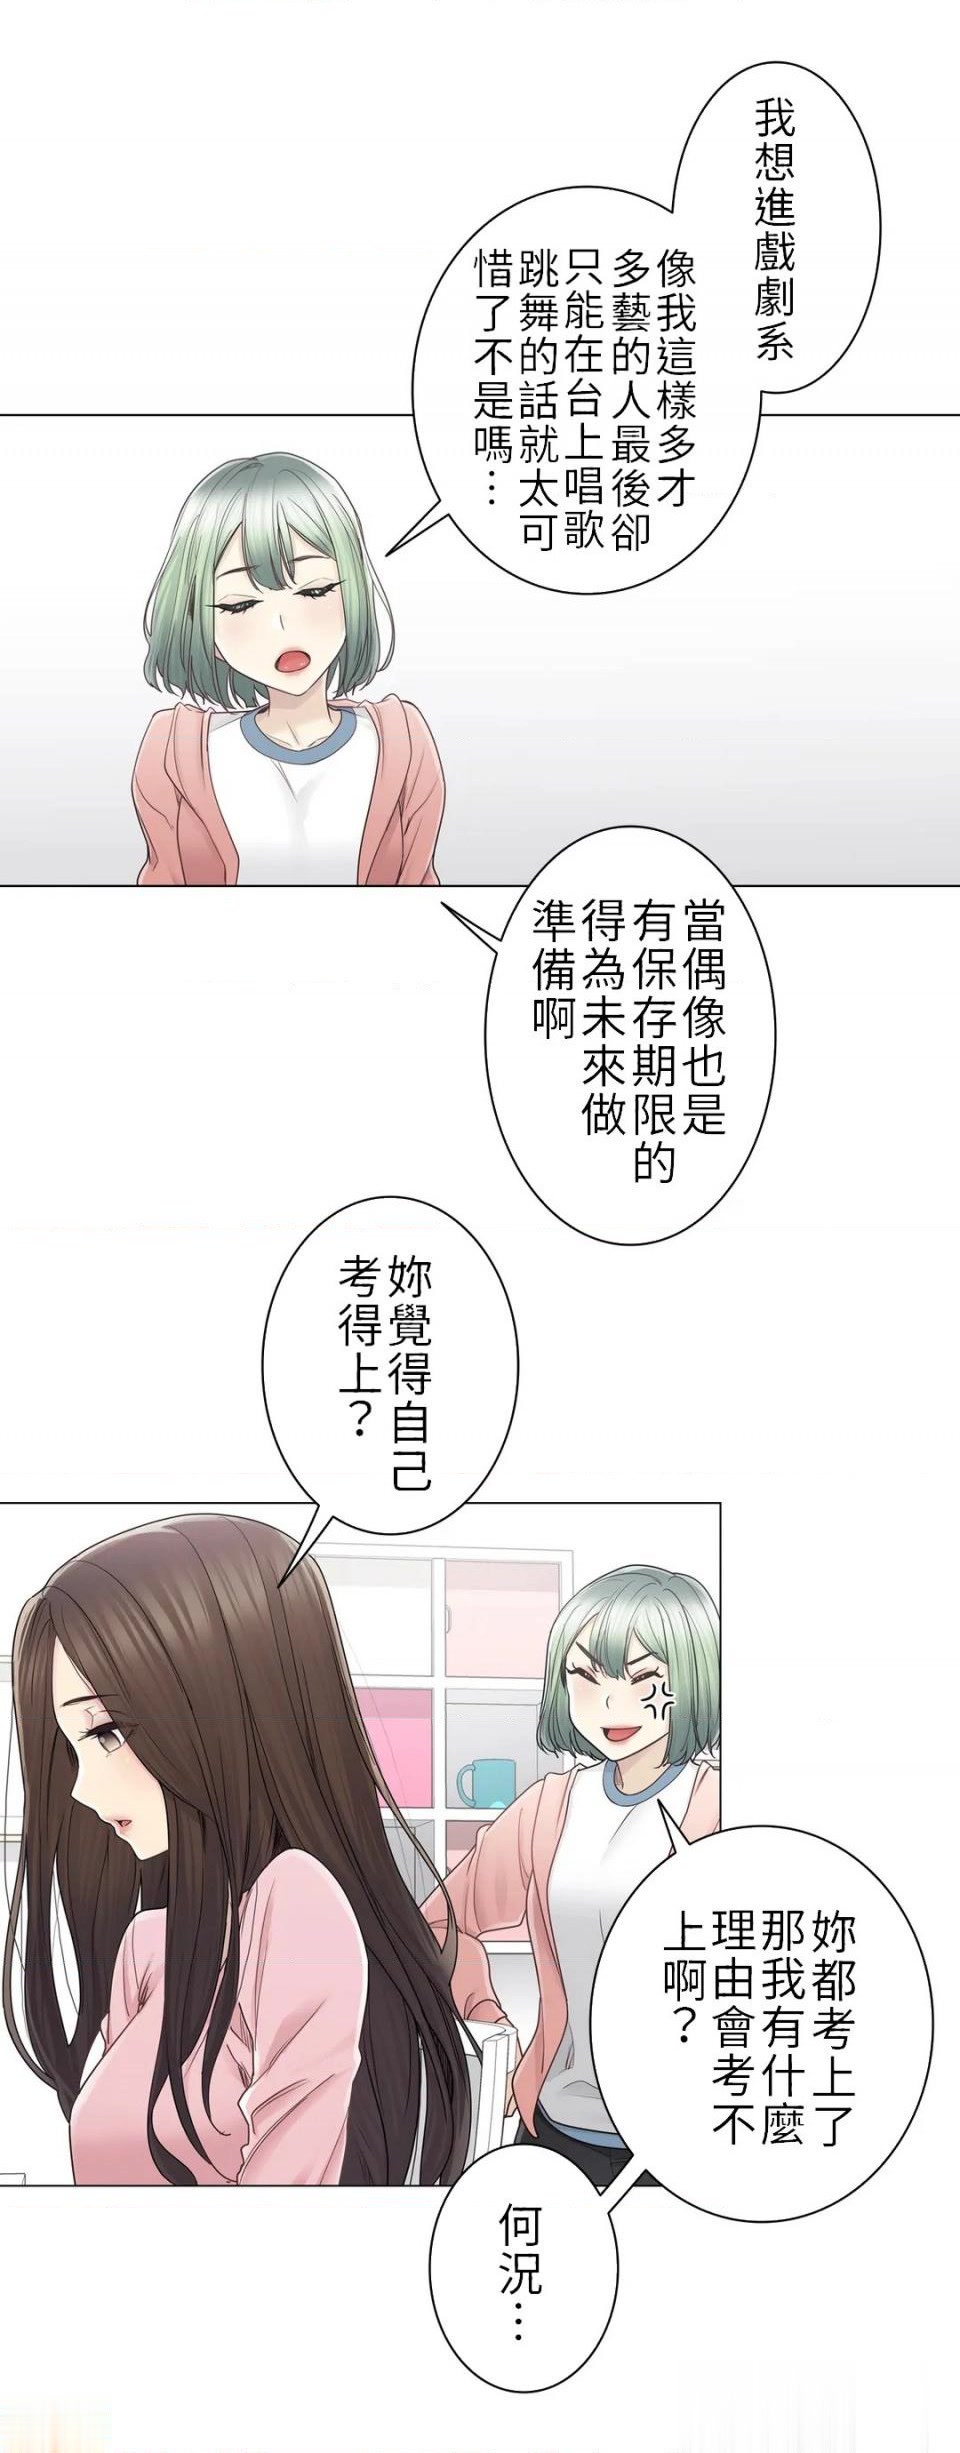 我想進戲劇系
像我這樣多才
多藝的人最後卻
只能在台上唱歌
跳舞的話就太可
惜了不是嗎…
當偶像也是
有保存期限的
得為未來做
準備啊
妳覺得自己
考得上？
妳都考上了
那我有什麼
理由會考不
上啊？
何況…